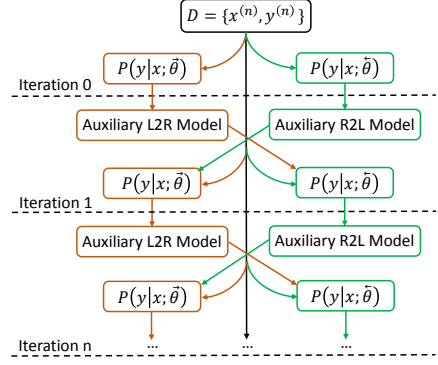 D = {x⁽ⁿ⁾, y⁽ⁿ⁾}
P(y|x; θ⃗) P(y|x; θ⃖)
Iteration 0
Auxiliary L2R Model Auxiliary R2L Model
P(y|x; θ⃗) P(y|x; θ⃖)
Iteration 1
Auxiliary L2R Model Auxiliary R2L Model
P(y|x; θ⃗) P(y|x; θ⃖)
Iteration n
... ... ...